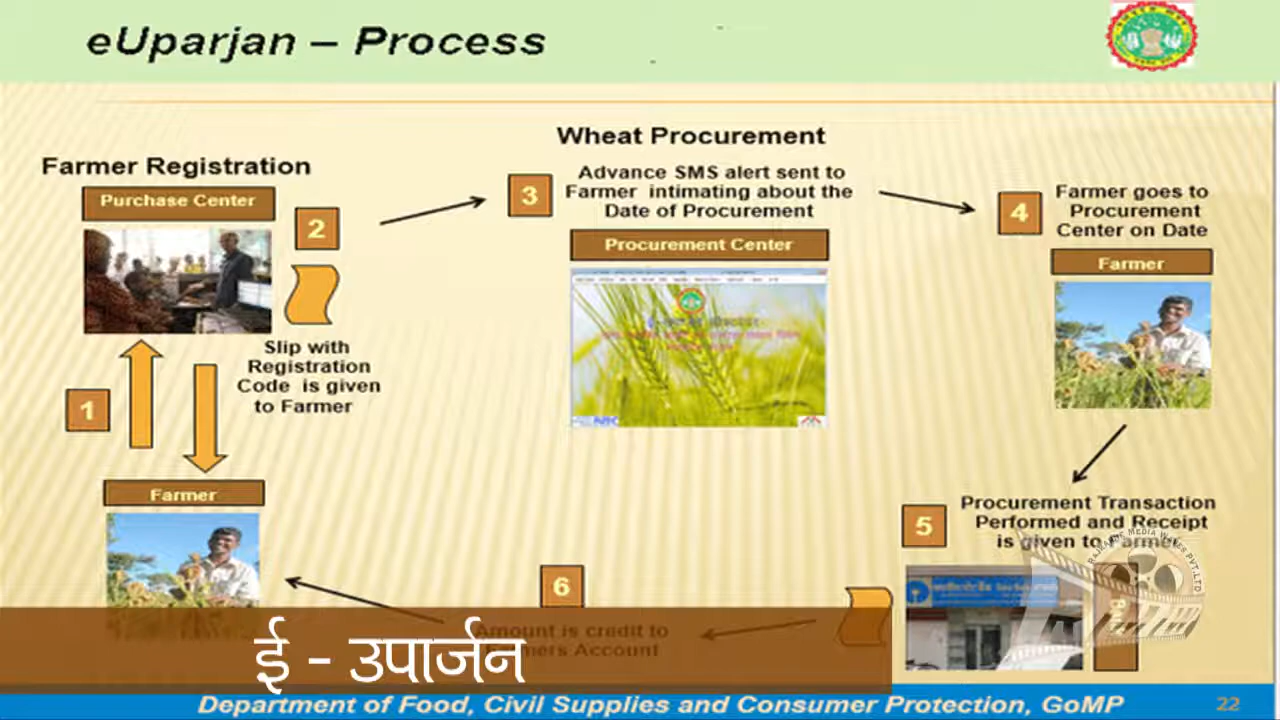 eUparjan – Process
Wheat Procurement
Farmer Registration
Purchase Center
1
2
Slip with
Registration
Code is given
to Farmer
Farmer
3
Advance SMS alert sent to
Farmer intimating about the
Date of Procurement
Procurement Center
NIC
4
Farmer goes to
Procurement
Center on Date
Farmer
5
Procurement Transaction
Performed and Receipt
is given to Farmer
6
Amount is credit to
Farmers Account
ई - उपार्जन
Department of Food, Civil Supplies and Consumer Protection, GoMP
22